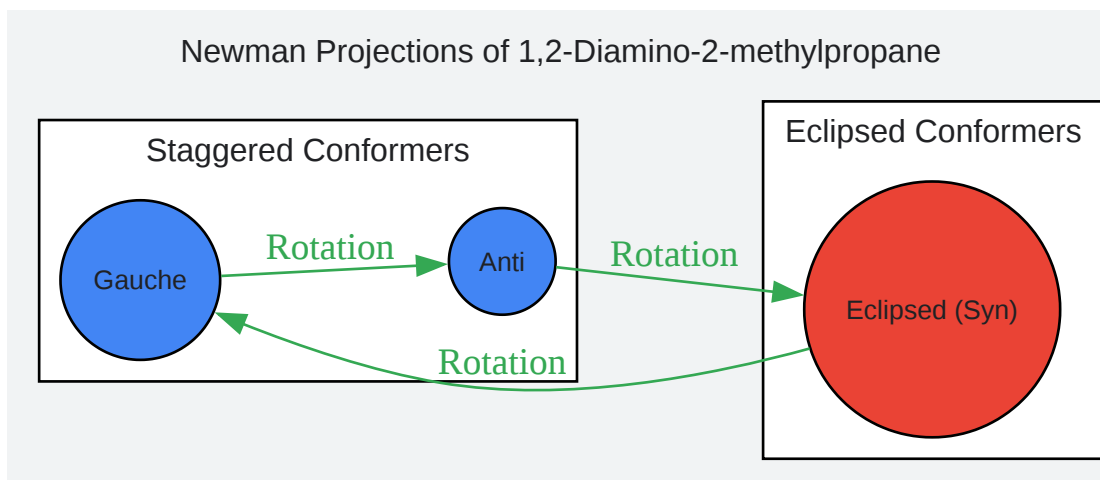 Newman Projections of 1,2-Diamino-2-methylpropane
Staggered Conformers
Eclipsed Conformers
Gauche
Rotation
Anti
Rotation
Eclipsed (Syn)
Rotation